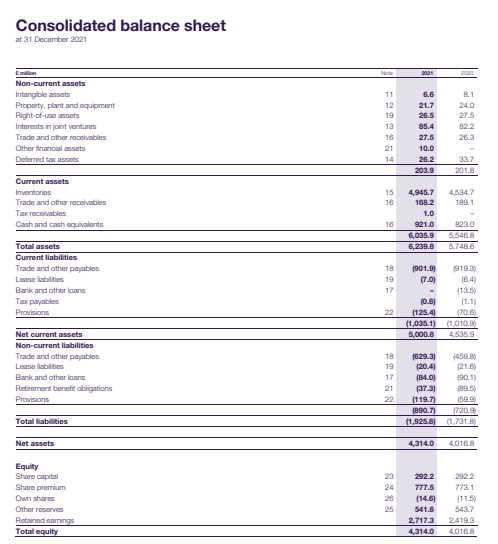 Consolidated balance sheet
at 31 December 2021
£ million Note 2021 2020
Non-current assets
Intangible assets 11 6.6 8.1
Property, plant and equipment 12 21.7 24.0
Right-of-use assets 19 26.5 27.5
Interests in joint ventures 13 85.4 82.2
Trade and other receivables 16 27.5 26.3
Other financial assets 21 10.0 –
Deferred tax assets 14 26.2 33.7
203.9 201.8
Current assets
Inventories 15 4,945.7 4,534.7
Trade and other receivables 16 168.2 189.1
Tax receivables 1.0 –
Cash and cash equivalents 16 921.0 823.0
6,035.9 5,546.8
Total assets 6,239.8 5,748.6
Current liabilities
Trade and other payables 18 (901.9) (919.3)
Lease liabilities 19 (7.0) (6.4)
Bank and other loans 17 – (13.5)
Tax payables (0.8) (1.1)
Provisions 22 (125.4) (70.6)
(1,035.1) (1,010.9)
Net current assets 5,000.8 4,535.9
Non-current liabilities
Trade and other payables 18 (629.3) (459.8)
Lease liabilities 19 (20.4) (21.6)
Bank and other loans 17 (84.0) (90.1)
Retirement benefit obligations 21 (37.3) (89.5)
Provisions 22 (119.7) (59.9)
(890.7) (720.9)
Total liabilities (1,925.8) (1,731.8)
Net assets 4,314.0 4,016.8
Equity
Share capital 23 292.2 292.2
Share premium 24 777.5 773.1
Own shares 26 (14.6) (11.5)
Other reserves 25 541.6 543.7
Retained earnings 2,717.3 2,419.3
Total equity 4,314.0 4,016.8